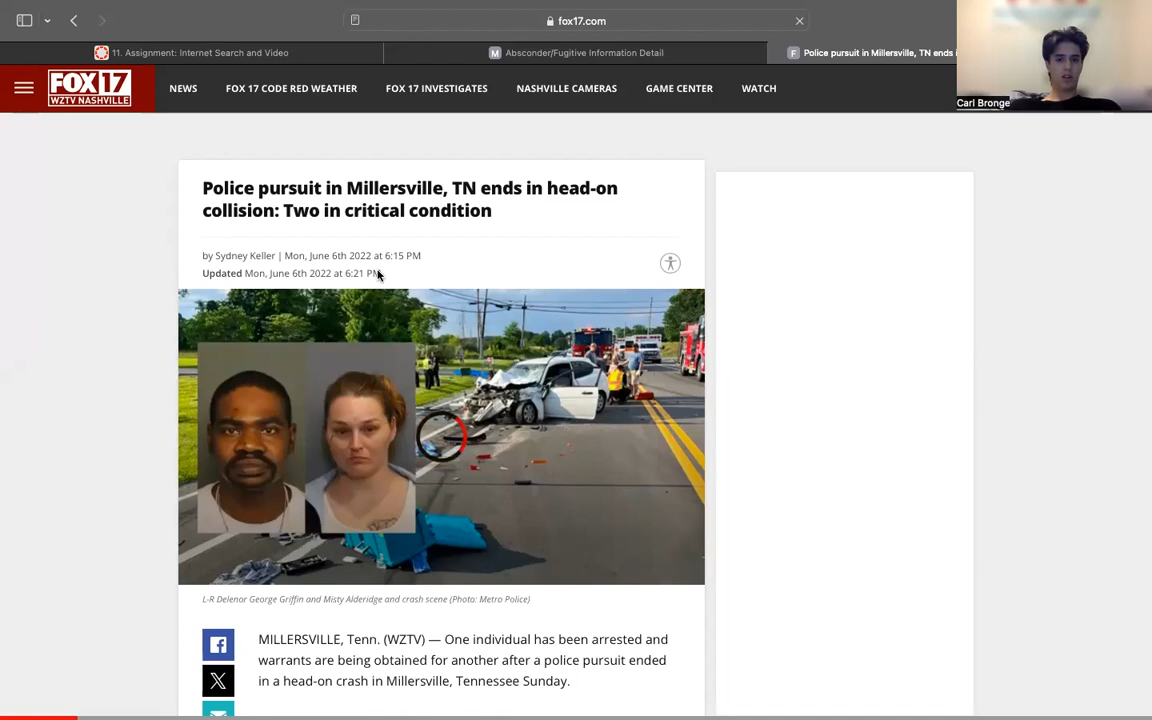 fox17.com
11. Assignment: Internet Search and Video
M Absconder/Fugitive Information Detail
F Police pursuit in Millersville, TN ends i
Carl Bronge
FOX 17
WZTV NASHVILLE
NEWS
FOX 17 CODE RED WEATHER
FOX 17 INVESTIGATES
NASHVILLE CAMERAS
GAME CENTER
WATCH
Police pursuit in Millersville, TN ends in head-on
collision: Two in critical condition
by Sydney Keller | Mon, June 6th 2022 at 6:15 PM
Updated Mon, June 6th 2022 at 6:21 PM
L-R Delenor George Griffin and Misty Alderidge and crash scene (Photo: Metro Police)
MILLERSVILLE, Tenn. (WZTV) — One individual has been arrested and
warrants are being obtained for another after a police pursuit ended
in a head-on crash in Millersville, Tennessee Sunday.